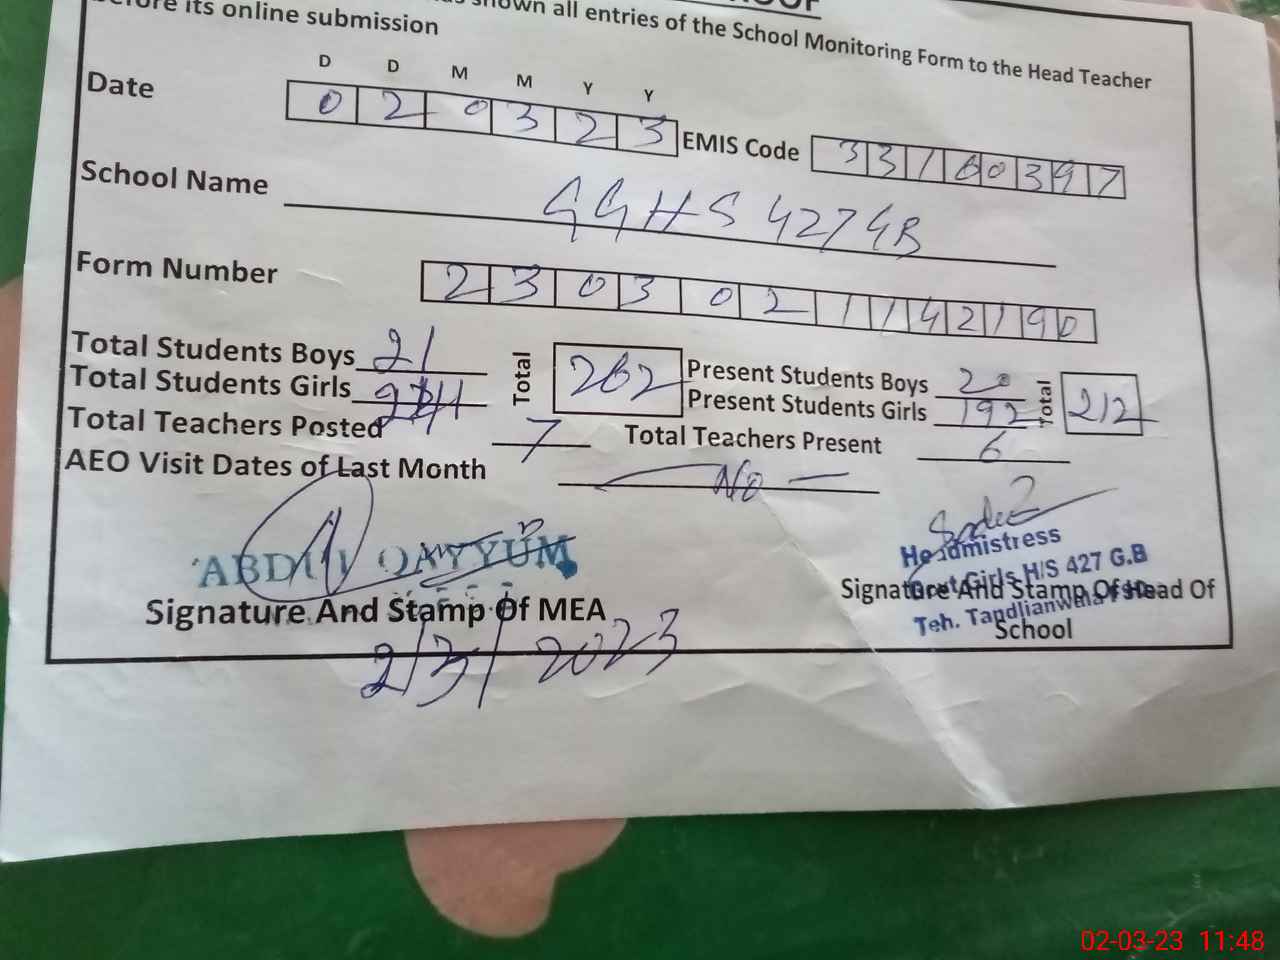 shown all entries of the School Monitoring Form to the Head Teacher
before its online submission
D D M M Y Y
Date 0 2 0 3 2 3 EMIS Code 3 3 1 6 0 3 9 7
School Name GGHS 427 GB
Form Number 2 3 0 3 0 2 1 1 4 2 1 9 0
Total Students Boys 21 Total 262 Present Students Boys 20 Total 212
Total Students Girls Present Students Girls 192
Total Teachers Posted 7 Total Teachers Present 6
AEO Visit Dates of Last Month No
ABDUL QAYYUM
Headmistress
Govt Girls H/S 427 G.B
Teh. Tandlianwala
Signature And Stamp Of MEA
Signature And Stamp Of Head Of
School
2/3/2023
02-03-23 11:48